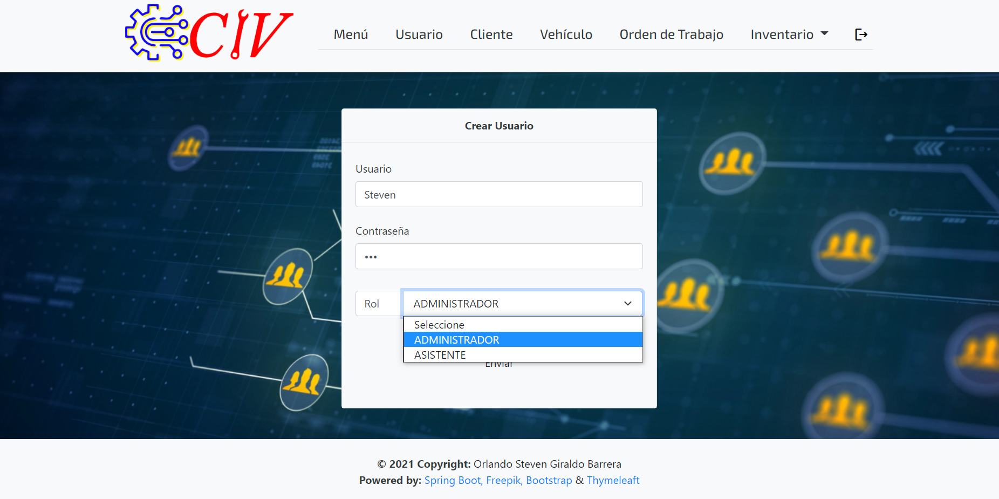 CIV
Menú Usuario Cliente Vehículo Orden de Trabajo Inventario
Crear Usuario
Usuario
Steven
Contraseña
•••
Rol ADMINISTRADOR
Seleccione
ADMINISTRADOR
ASISTENTE
Enviar
© 2021 Copyright: Orlando Steven Giraldo Barrera
Powered by: Spring Boot, Freepik, Bootstrap & Thymeleaft